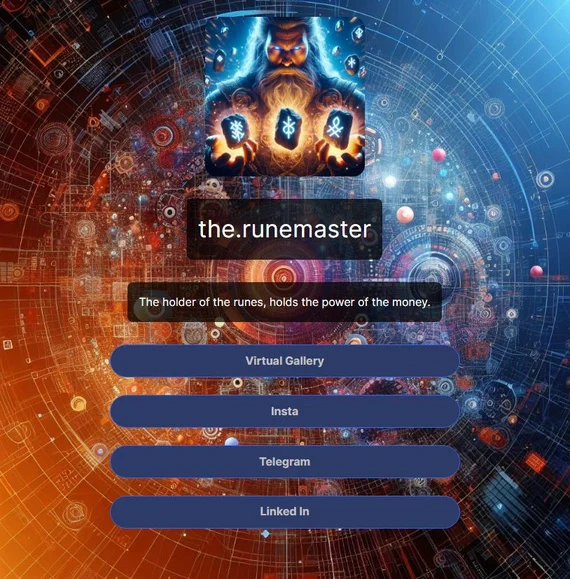 the.runemaster
The holder of the runes, holds the power of the money.
Virtual Gallery
Insta
Telegram
Linked In